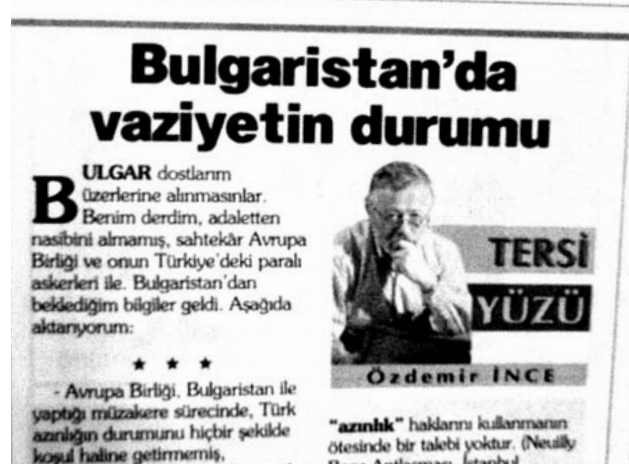 Bulgaristan'da
vaziyetin durumu
BULGAR dostlarım
üzerlerine alınmasınlar.
Benim derdim, adaletten
nasibini almamış, sahtekâr Avrupa
Birliği ve onun Türkiye'deki paralı
askerleri ile. Bulgaristan'dan
beklediğim bilgiler geldi. Aşağıda
aktarıyorum:
★ ★ ★
- Avrupa Birliği, Bulgaristan ile
yaptığı müzakere sürecinde, Türk
azınlığın durumunu hiçbir şekilde
koşul haline getirmemiş,
TERSİ
YÜZÜ
Özdemir İNCE
"azınlık" haklarını kullanmanın
ötesinde bir talebi yoktur. (Neuilly
Antlaşması, İstanbul